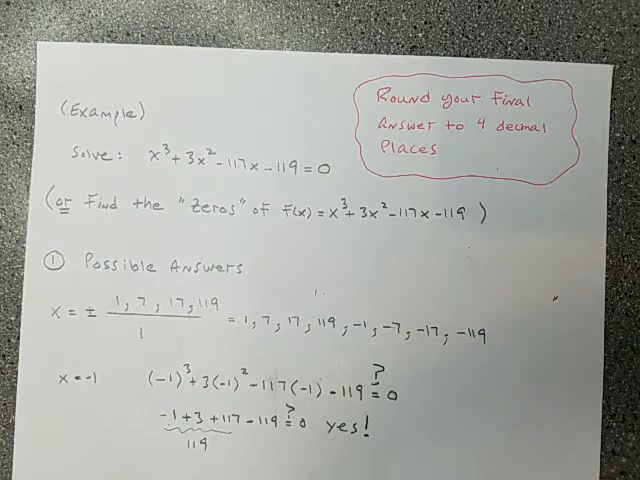 (Example)
Round your Final
Answer to 4 decimal
Places
Solve: x³+3x²-117x-119=0
(or Find the "Zeros" of F(x)=x³+3x²-117x-119)
① Possible Answers
x = ± 1, 7, 17, 119 / 1 = 1, 7, 17, 119, -1, -7, -17, -119
x = -1 (-1)³+3(-1)²-117(-1)-119 ≟ 0
-1+3+117-119 ≟ 0 yes!
119